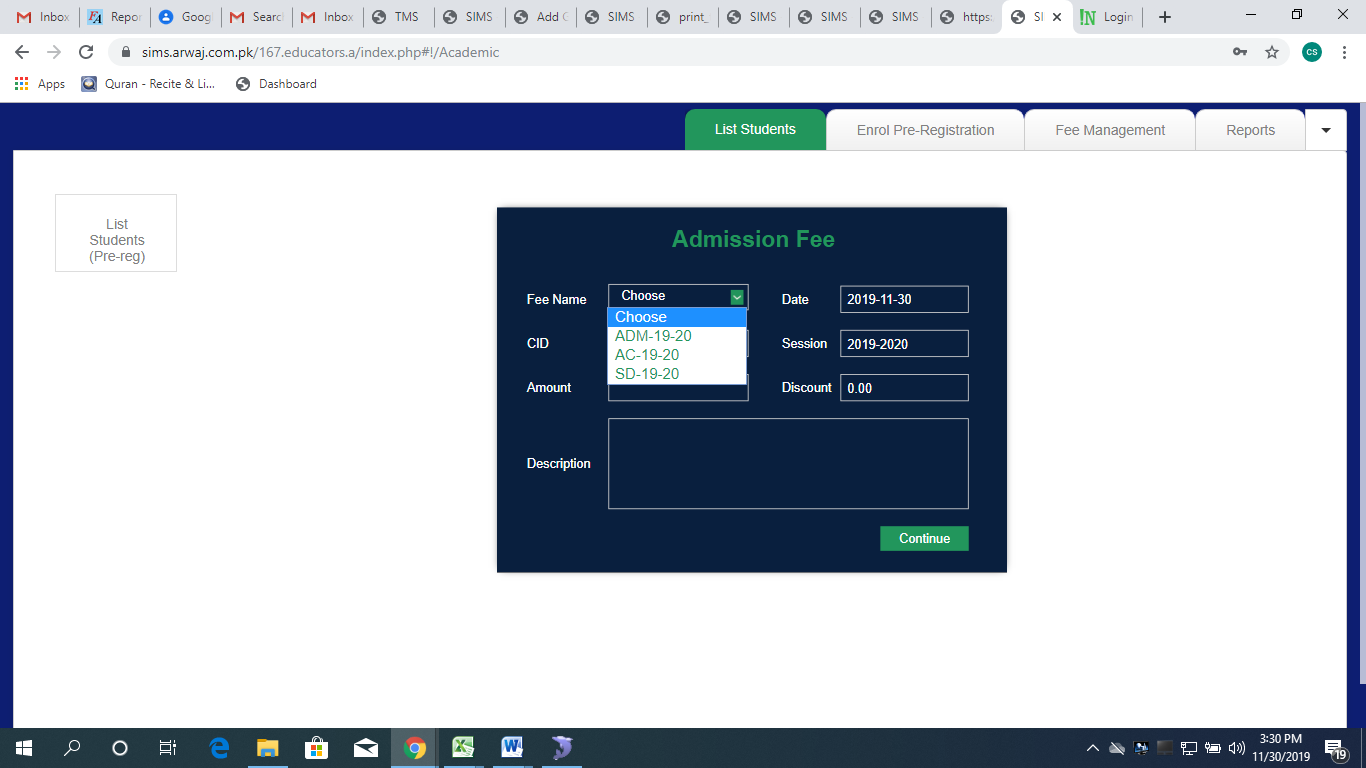 Inbox
Repor
Goog
Search
Inbox
TMS
SIMS
Add C
SIMS
print_
SIMS
SIMS
SIMS
https:
SI
Login
sims.arwaj.com.pk/167.educators.a/index.php#!/Academic
CS
Apps
Quran - Recite & Li...
Dashboard
List Students
Enrol Pre-Registration
Fee Management
Reports
List
Students
(Pre-reg)
Admission Fee
Fee Name
Choose
Date
2019-11-30
Choose
ADM-19-20
CID
Session
2019-2020
AC-19-20
SD-19-20
Amount
Discount
0.00
Description
Continue
3:30 PM
11/30/2019
19